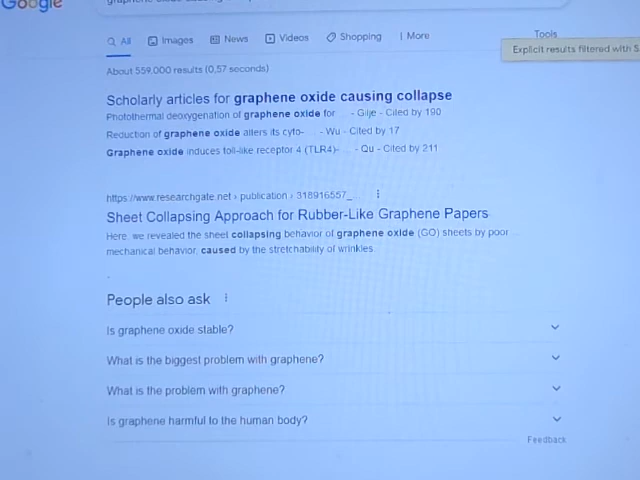 Google
All
Images
News
Videos
Shopping
More
Tools
Explicit results filtered with S
About 559,000 results (0.57 seconds)
Scholarly articles for graphene oxide causing collapse
Photothermal deoxygenation of graphene oxide for ... - Gilje - Cited by 190
Reduction of graphene oxide alters its cyto- ... - Wu - Cited by 17
Graphene oxide induces toll-like receptor 4 (TLR4)- ... - Qu - Cited by 211
https://www.researchgate.net › publication › 318916557_...
Sheet Collapsing Approach for Rubber-Like Graphene Papers
Here, we revealed the sheet collapsing behavior of graphene oxide (GO) sheets by poor ...
mechanical behavior, caused by the stretchability of wrinkles.
People also ask
Is graphene oxide stable?
What is the biggest problem with graphene?
What is the problem with graphene?
Is graphene harmful to the human body?
Feedback